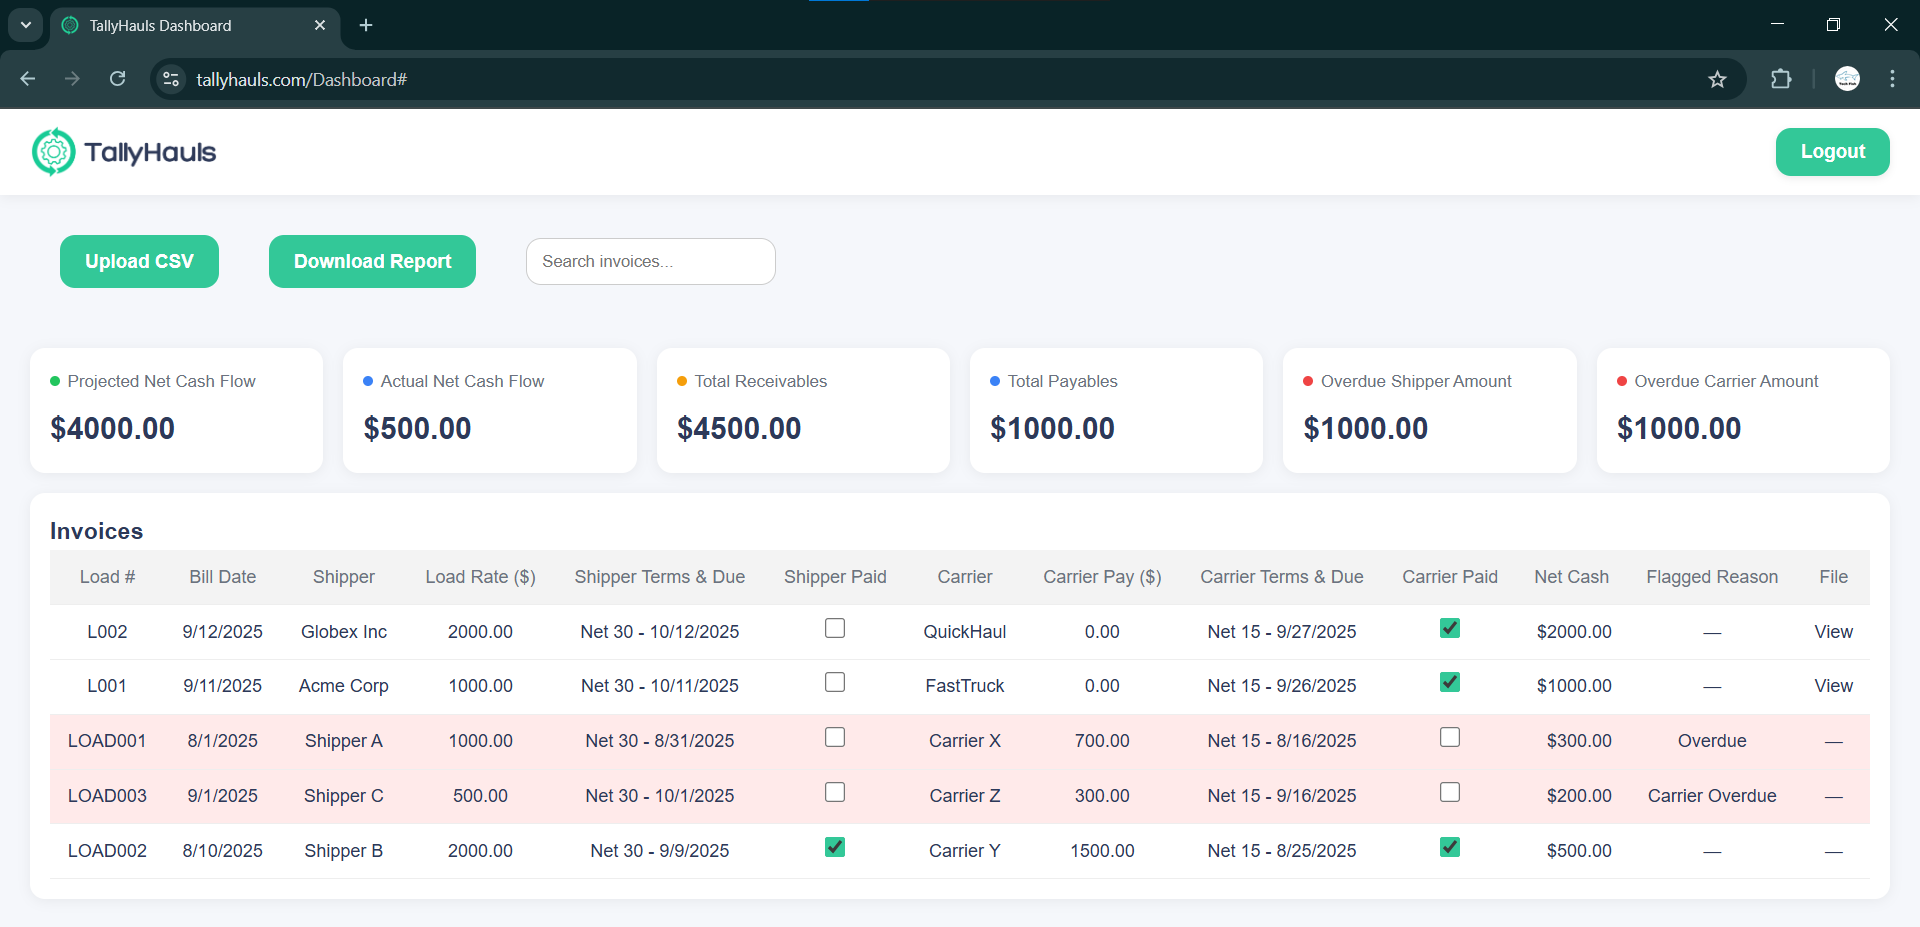 TallyHauls Dashboard
tallyhauls.com/Dashboard#
TallyHauls
Logout
Upload CSV
Download Report
Search invoices...
Projected Net Cash Flow
$4000.00
Actual Net Cash Flow
$500.00
Total Receivables
$4500.00
Total Payables
$1000.00
Overdue Shipper Amount
$1000.00
Overdue Carrier Amount
$1000.00
Invoices
Load # Bill Date Shipper Load Rate ($) Shipper Terms & Due Shipper Paid Carrier Carrier Pay ($) Carrier Terms & Due Carrier Paid Net Cash Flagged Reason File
L002 9/12/2025 Globex Inc 2000.00 Net 30 - 10/12/2025 QuickHaul 0.00 Net 15 - 9/27/2025 $2000.00 — View
L001 9/11/2025 Acme Corp 1000.00 Net 30 - 10/11/2025 FastTruck 0.00 Net 15 - 9/26/2025 $1000.00 — View
LOAD001 8/1/2025 Shipper A 1000.00 Net 30 - 8/31/2025 Carrier X 700.00 Net 15 - 8/16/2025 $300.00 Overdue —
LOAD003 9/1/2025 Shipper C 500.00 Net 30 - 10/1/2025 Carrier Z 300.00 Net 15 - 9/16/2025 $200.00 Carrier Overdue —
LOAD002 8/10/2025 Shipper B 2000.00 Net 30 - 9/9/2025 Carrier Y 1500.00 Net 15 - 8/25/2025 $500.00 — —